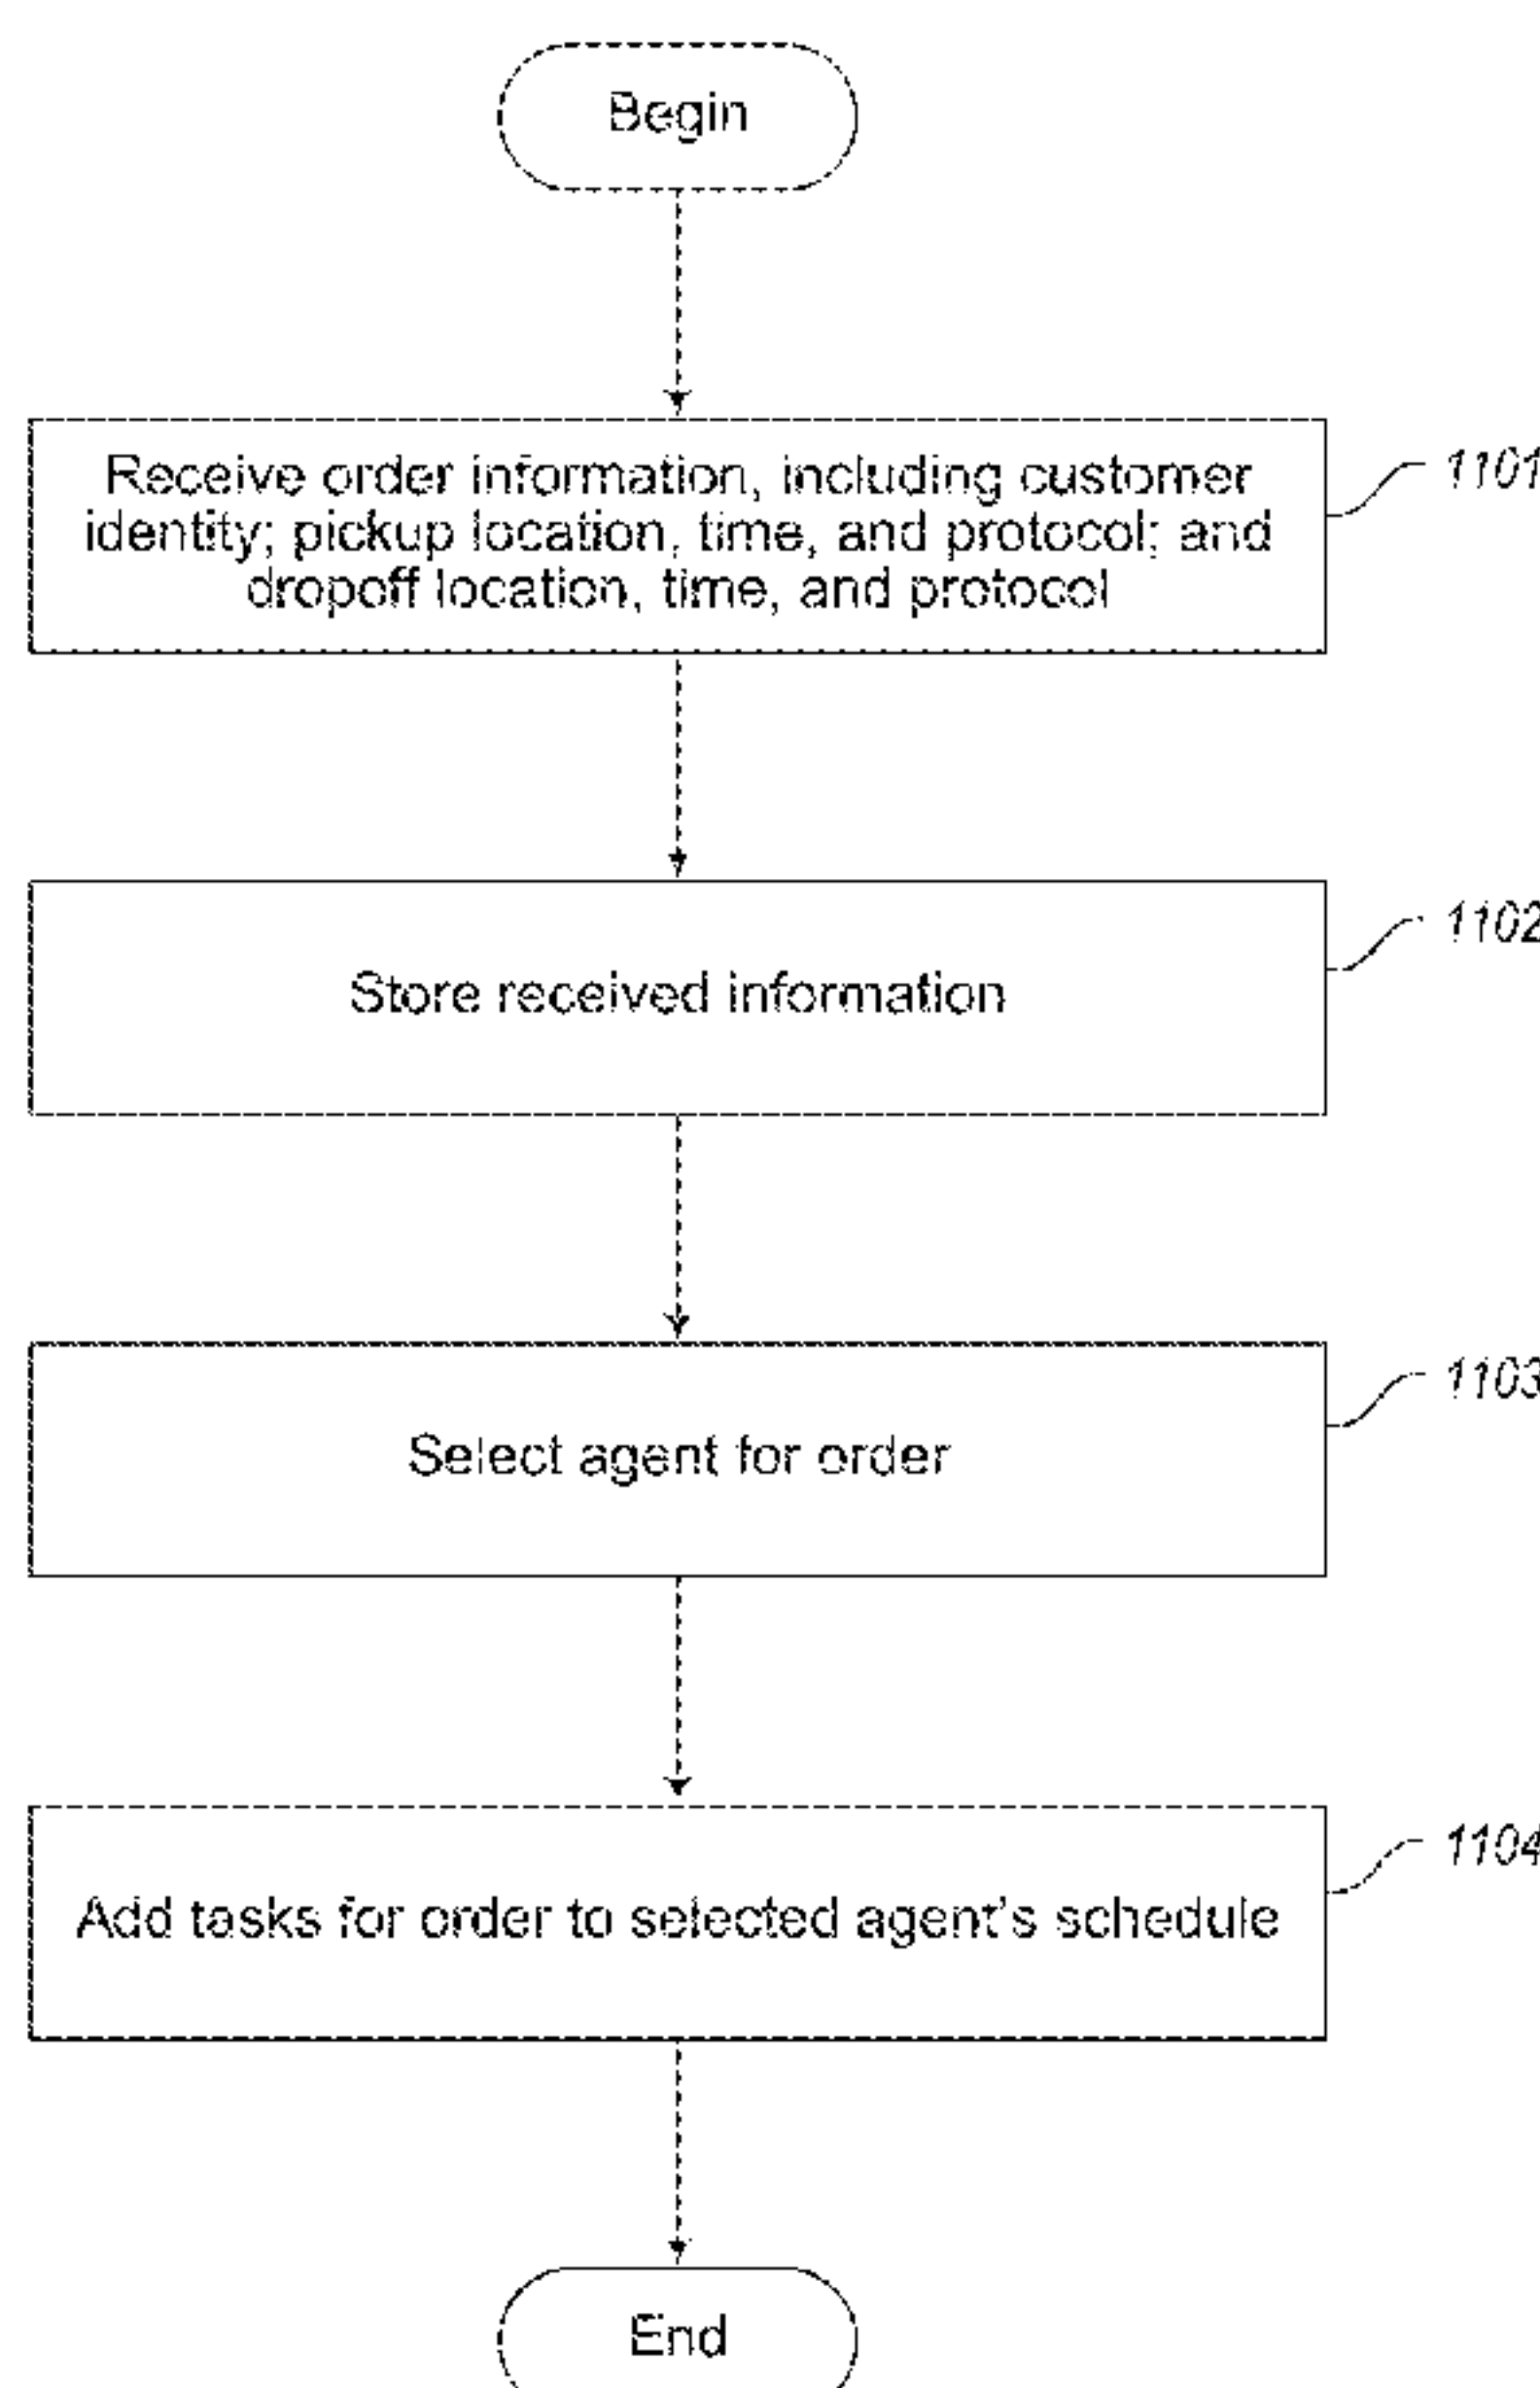 Begin
Receive order information, including customer
identity; pickup location, time, and protocol; and
dropoff location, time, and protocol
1101
Store received information
1102
Select agent for order
1103
Add tasks for order to selected agent's schedule
1104
End